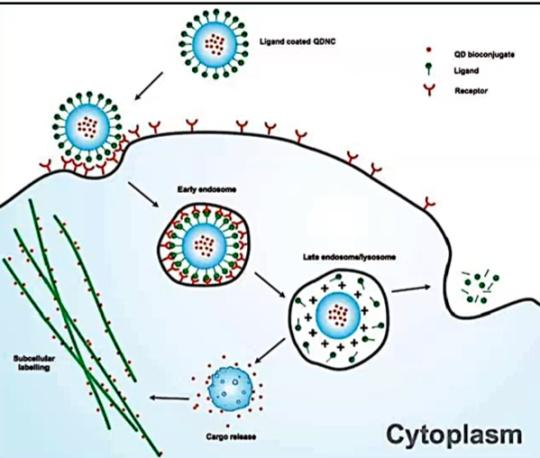 Ligand coated QDNC
QD bioconjugate
Ligand
Receptor
Early endosome
Late endosome/lysosome
Subcellular
labelling
Cargo release
Cytoplasm